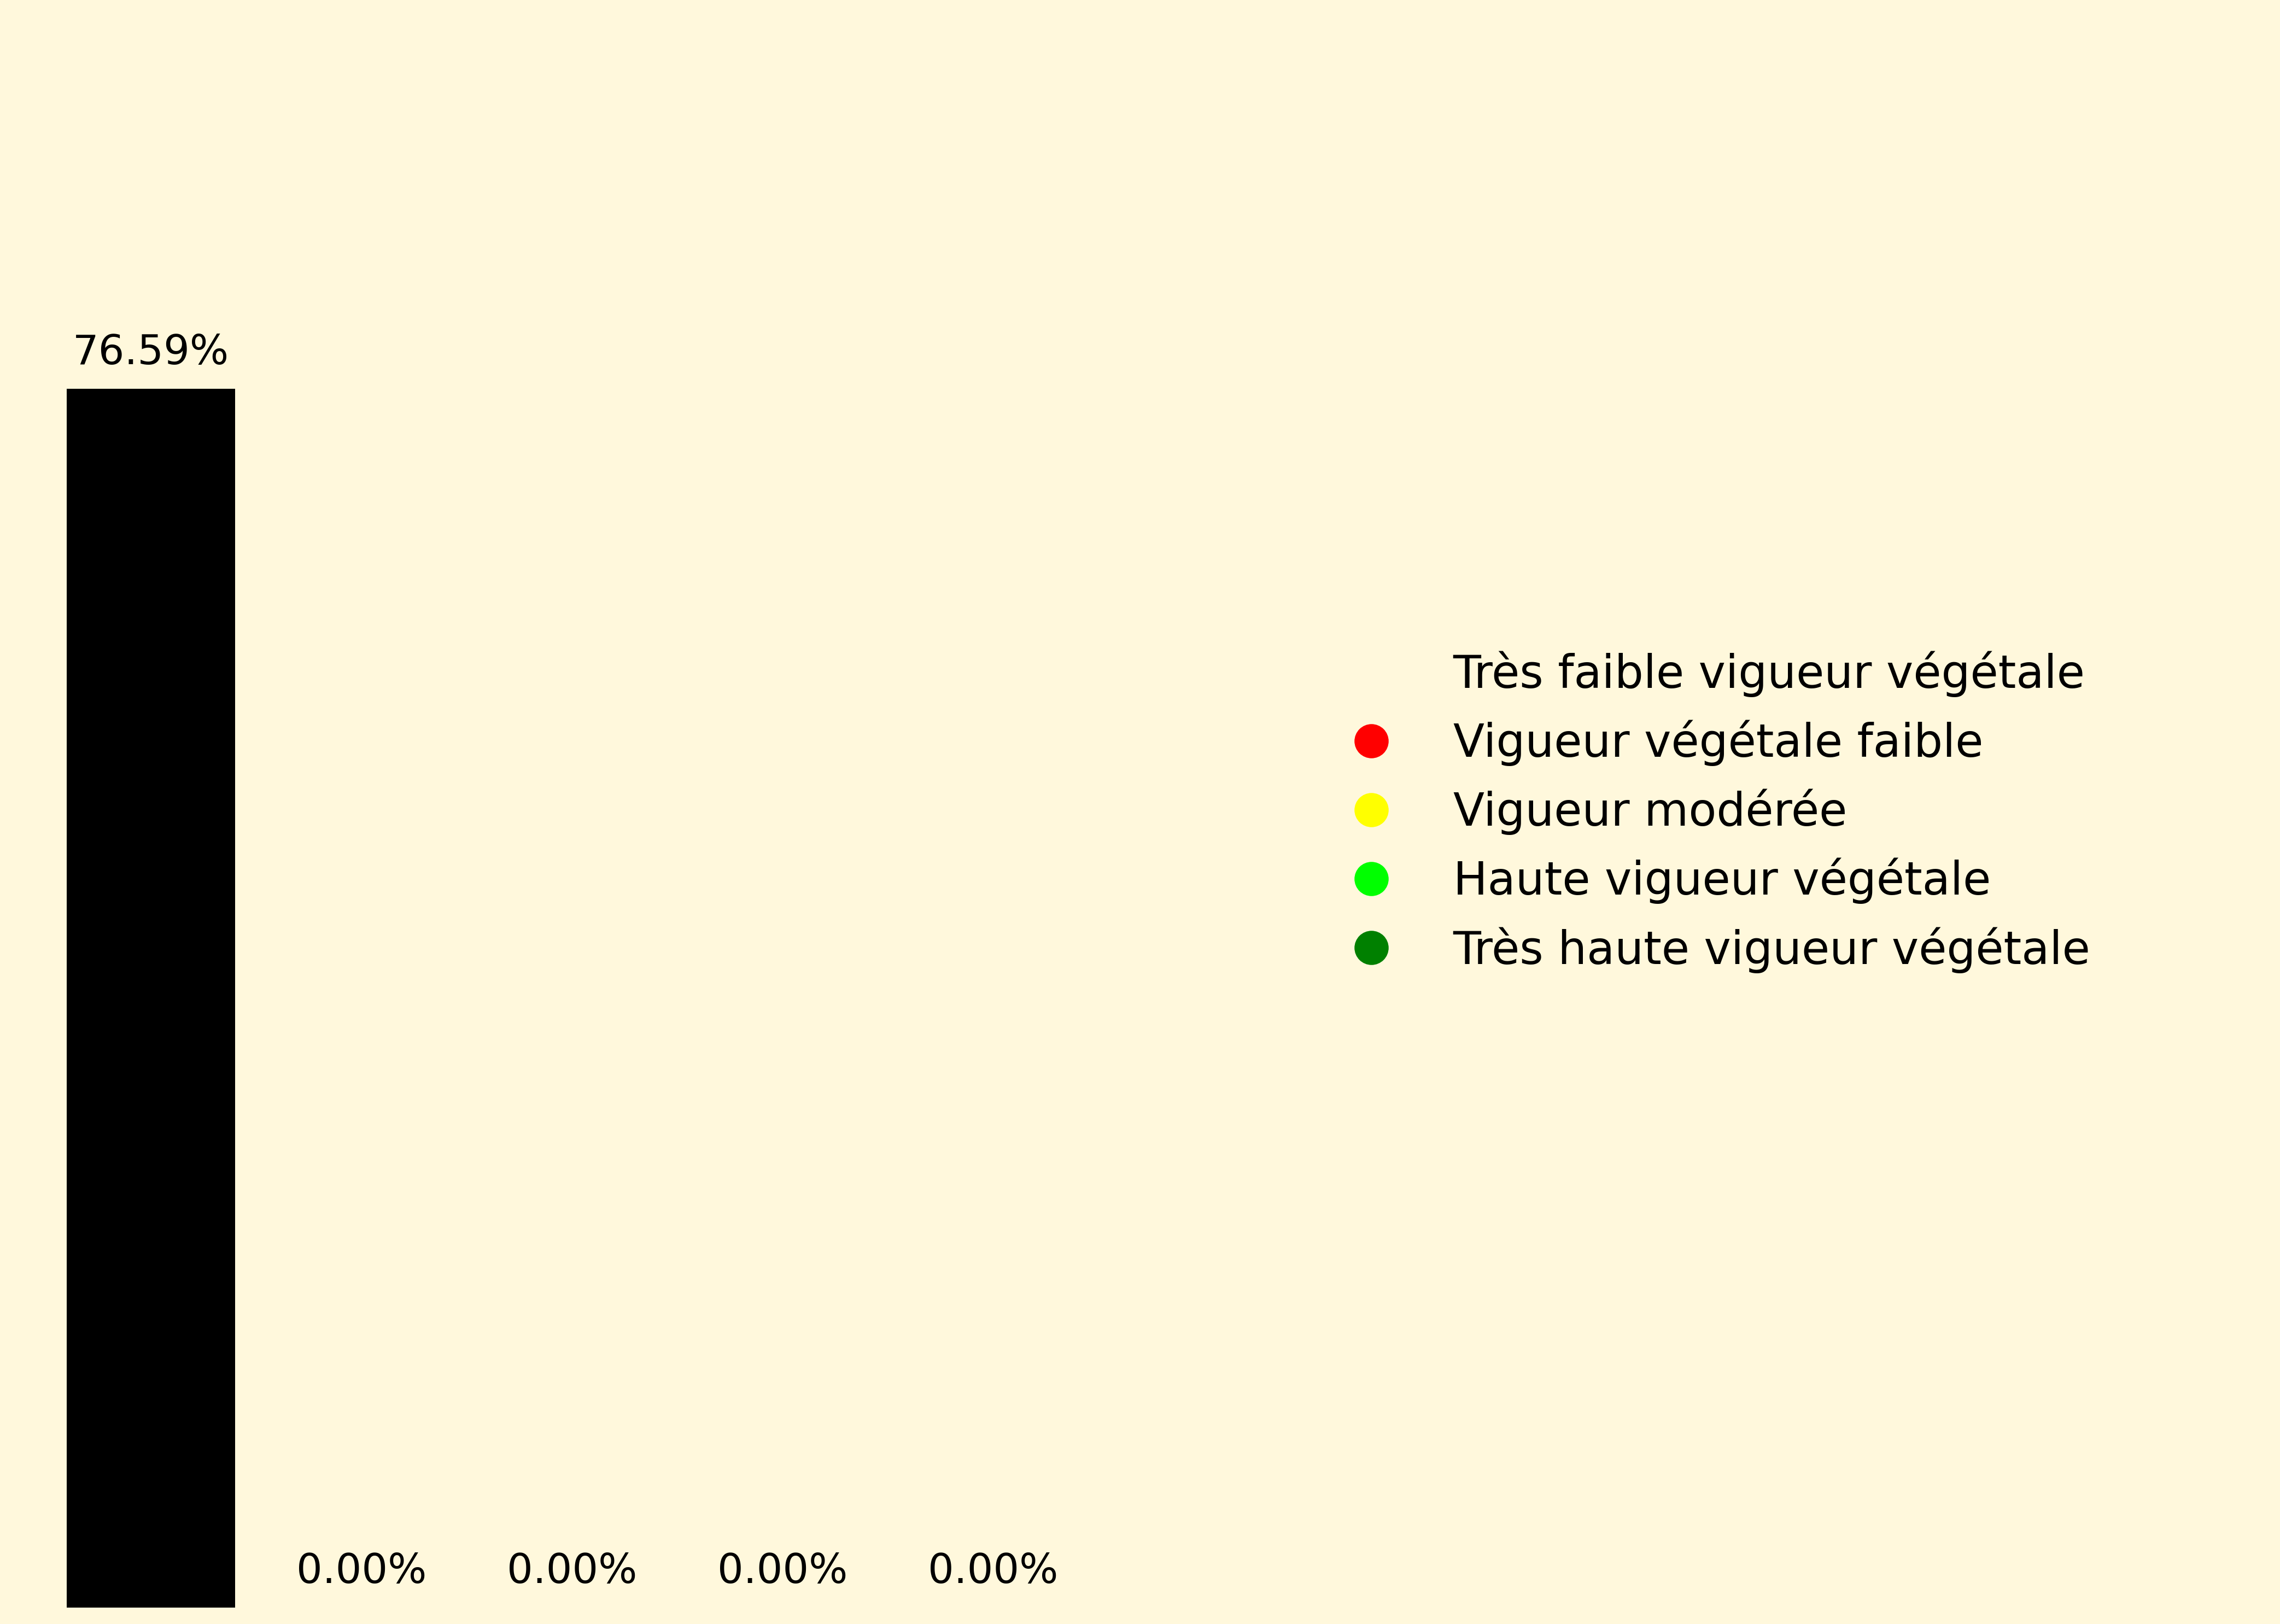 76.59%
0.00%
0.00%
0.00%
0.00%
Très faible vigueur végétale
Vigueur végétale faible
Vigueur modérée
Haute vigueur végétale
Très haute vigueur végétale